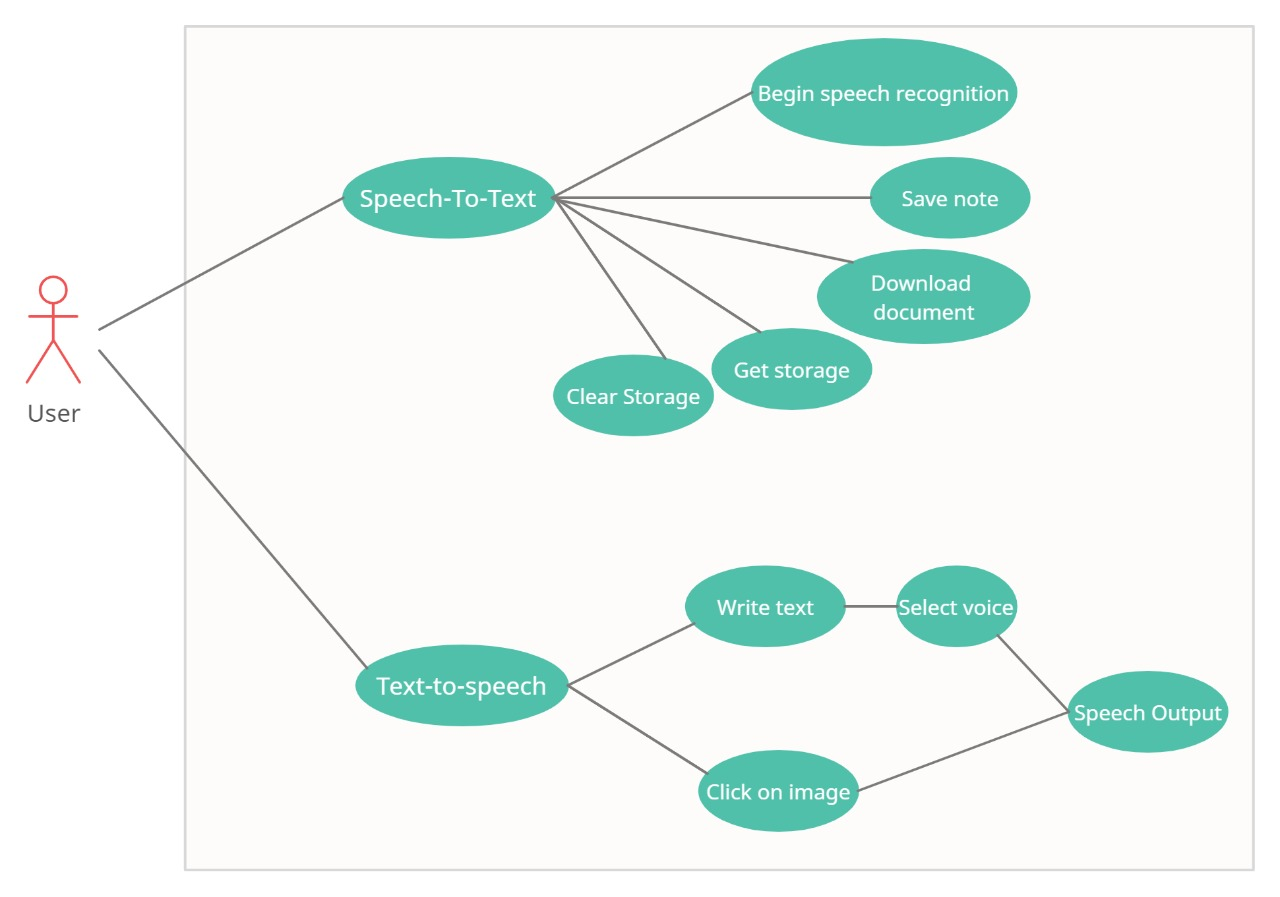 Begin speech recognition
Speech-To-Text
Save note
Download
document
Get storage
Clear Storage
User
Write text
Select voice
Text-to-speech
Speech Output
Click on image